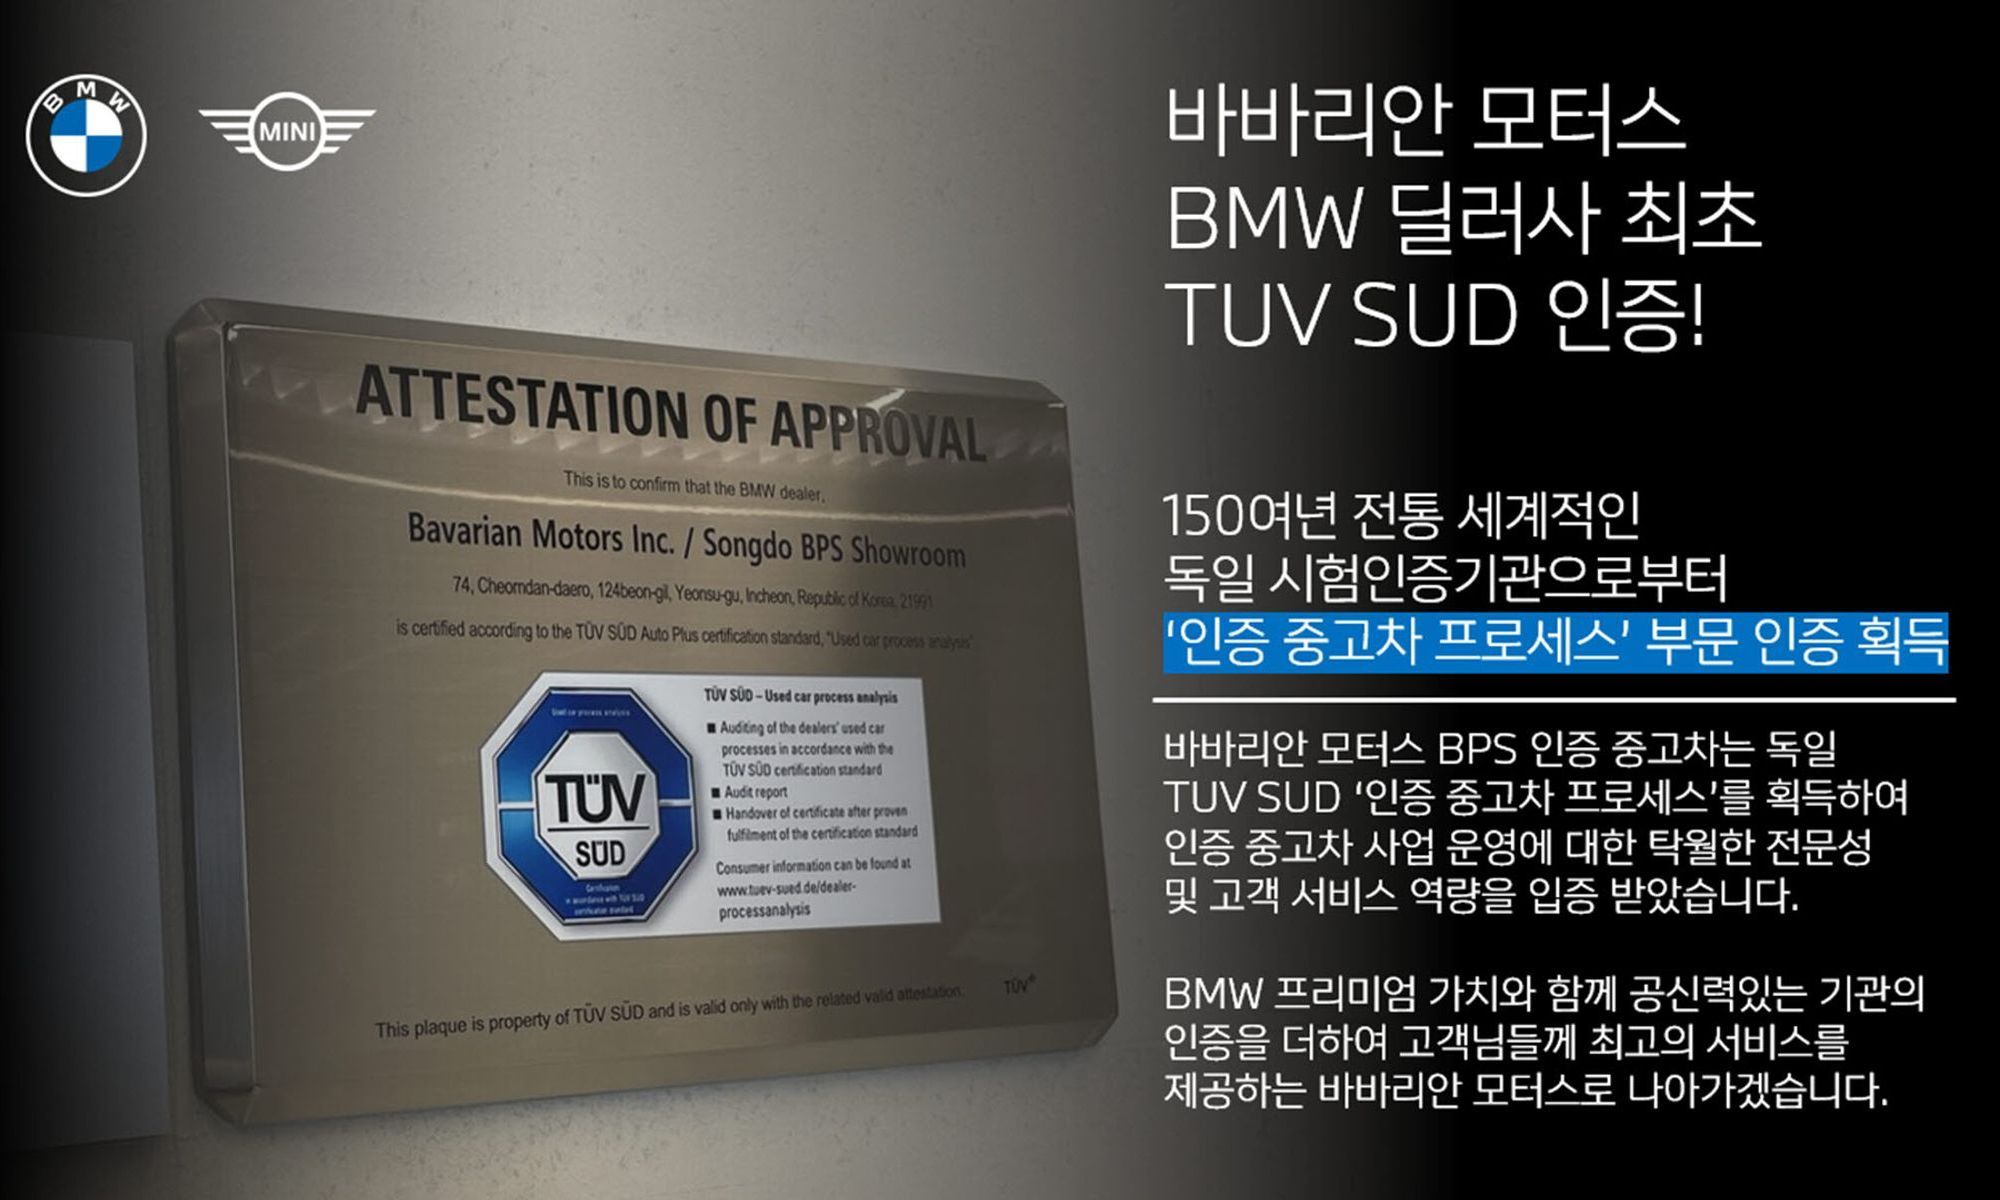 BMW
MINI
바바리안 모터스
BMW 딜러사 최초
TUV SUD 인증!
150여년 전통 세계적인
독일 시험인증기관으로부터
‘인증 중고차 프로세스’ 부문 인증 획득
바바리안 모터스 BPS 인증 중고차는 독일
TUV SUD ‘인증 중고차 프로세스’를 획득하여
인증 중고차 사업 운영에 대한 탁월한 전문성
및 고객 서비스 역량을 입증 받았습니다.
BMW 프리미엄 가치와 함께 공신력있는 기관의
인증을 더하여 고객님들께 최고의 서비스를
제공하는 바바리안 모터스로 나아가겠습니다.
ATTESTATION OF APPROVAL
This is to confirm that the BMW dealer,
Bavarian Motors Inc. / Songdo BPS Showroom
74, Cheomdan-daero, 124beon-gil, Yeonsu-gu, Incheon, Republic of Korea, 21991
is certified according to the TÜV SÜD Auto Plus certification standard, "Used car process analysis"
Used car process analysis
TÜV
SÜD
Certification
in accordance with TÜV SÜD
certification standard
TÜV SÜD – Used car process analysis
■ Auditing of the dealers' used car
processes in accordance with the
TÜV SÜD certification standard
■ Audit report
■ Handover of certificate after proven
fulfilment of the certification standard
Consumer information can be found at
www.tuev-sued.de/dealer-
processanalysis
This plaque is property of TÜV SÜD and is valid only with the related valid attestation.
TÜV®